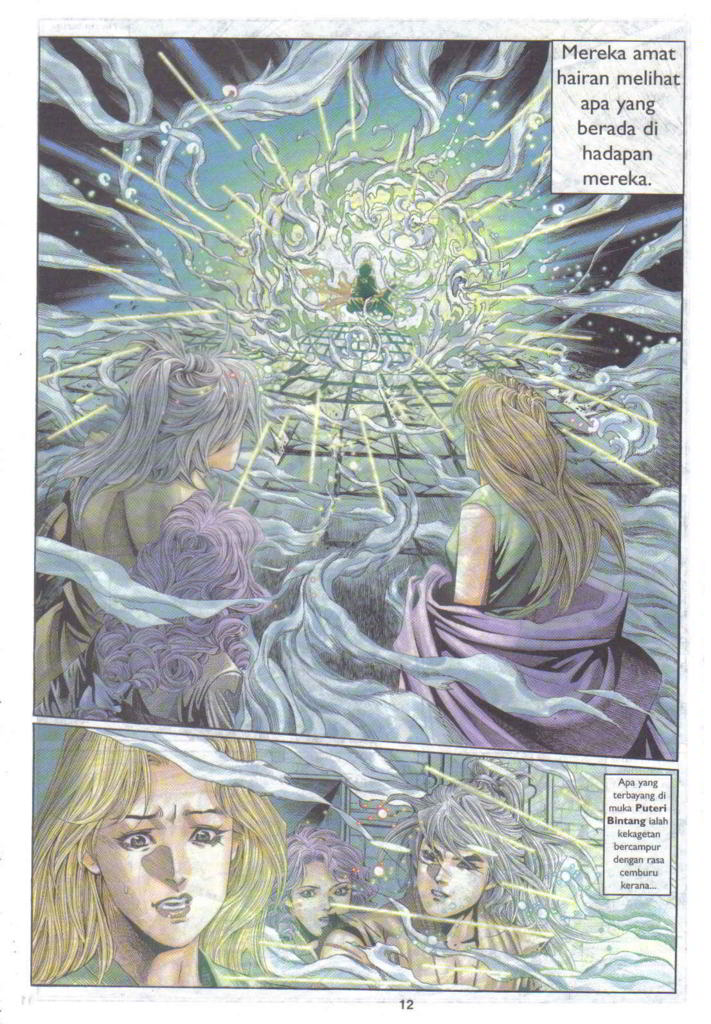 Mereka amat
hairan melihat
apa yang
berada di
hadapan
mereka.
Apa yang
terbayang di
muka Puteri
Bintang ialah
kekagetan
bercampur
dengan rasa
cemburu
kerana...
12